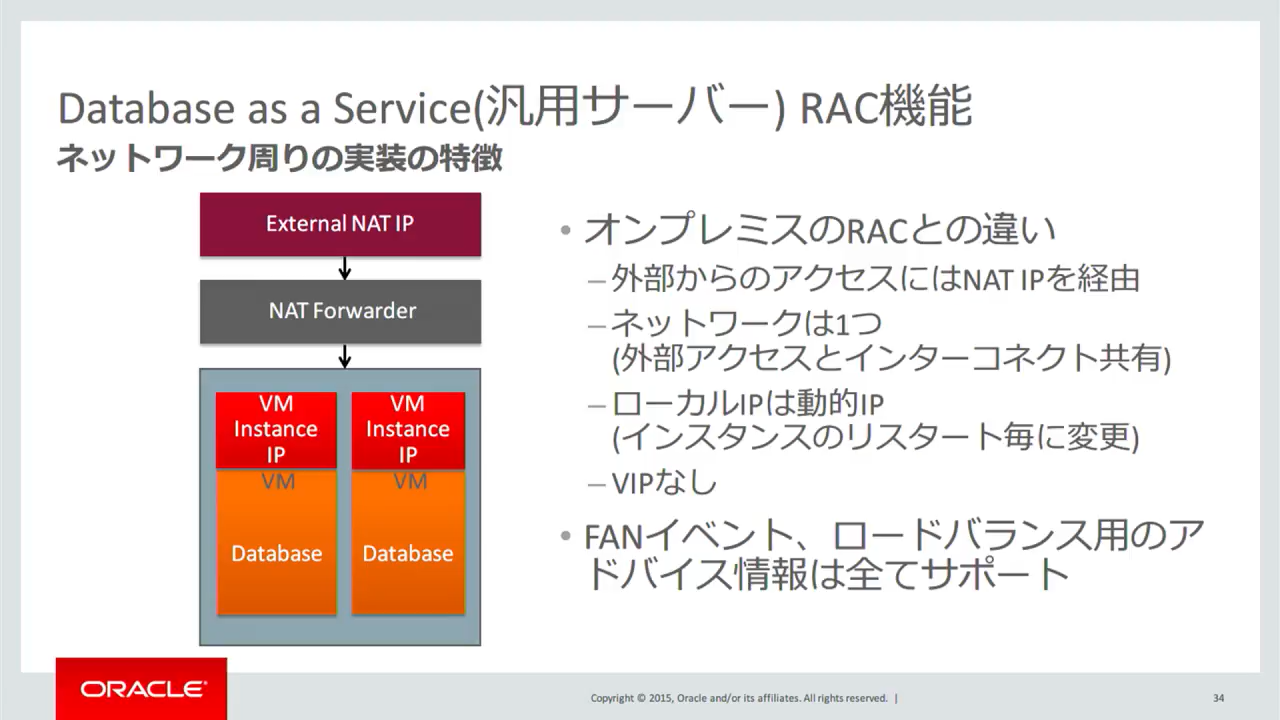 Database as a Service(汎用サーバー) RAC機能
ネットワーク周りの実装の特徴
External NAT IP
NAT Forwarder
VM
Instance
IP
VM
Database
VM
Instance
IP
VM
Database
• オンプレミスのRACとの違い
– 外部からのアクセスにはNAT IPを経由
– ネットワークは1つ
(外部アクセスとインターコネクト共有)
– ローカルIPは動的IP
(インスタンスのリスタート毎に変更)
– VIPなし
• FANイベント、ロードバランス用のア
ドバイス情報は全てサポート
ORACLE®
Copyright © 2015, Oracle and/or its affiliates. All rights reserved. |
34